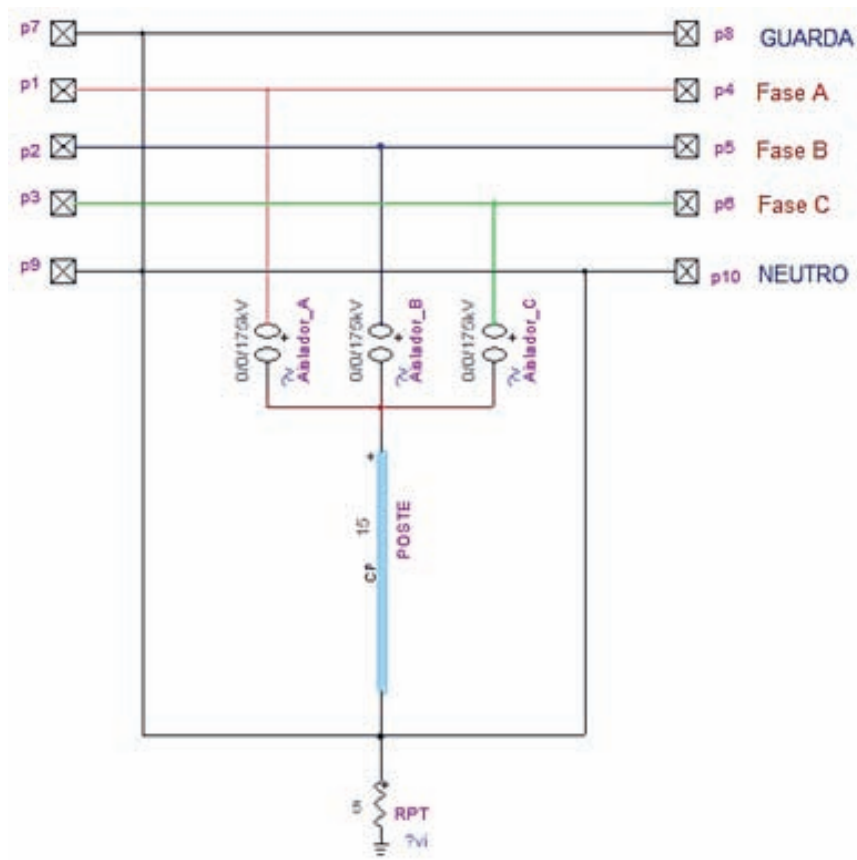 p7 p8 GUARDA
p1 p4 Fase A
p2 p5 Fase B
p3 p6 Fase C
p9 p10 NEUTRO
0/0/175kV + ?v Aislador_A
0/0/175kV + ?v Aislador_B
0/0/175kV + ?v Aislador_C
+
15
CP
POSTE
+
RPT
?vi